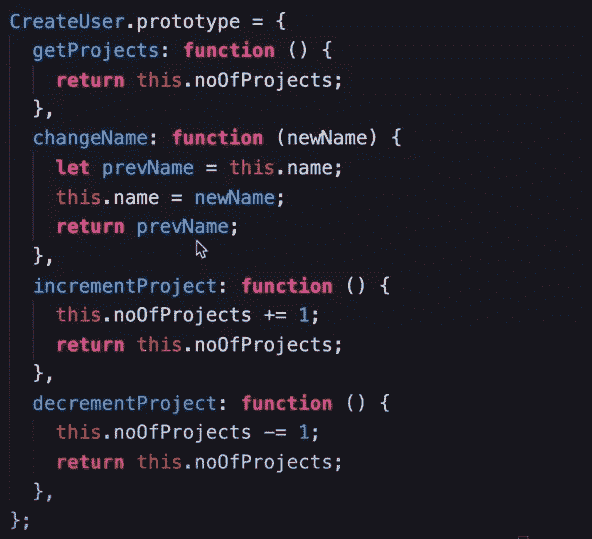 CreateUser.prototype = {
  getProjects: function () {
    return this.noOfProjects;
  },
  changeName: function (newName) {
    let prevName = this.name;
    this.name = newName;
    return prevName;
  },
  incrementProject: function () {
    this.noOfProjects += 1;
    return this.noOfProjects;
  },
  decrementProject: function () {
    this.noOfProjects -= 1;
    return this.noOfProjects;
  },
};